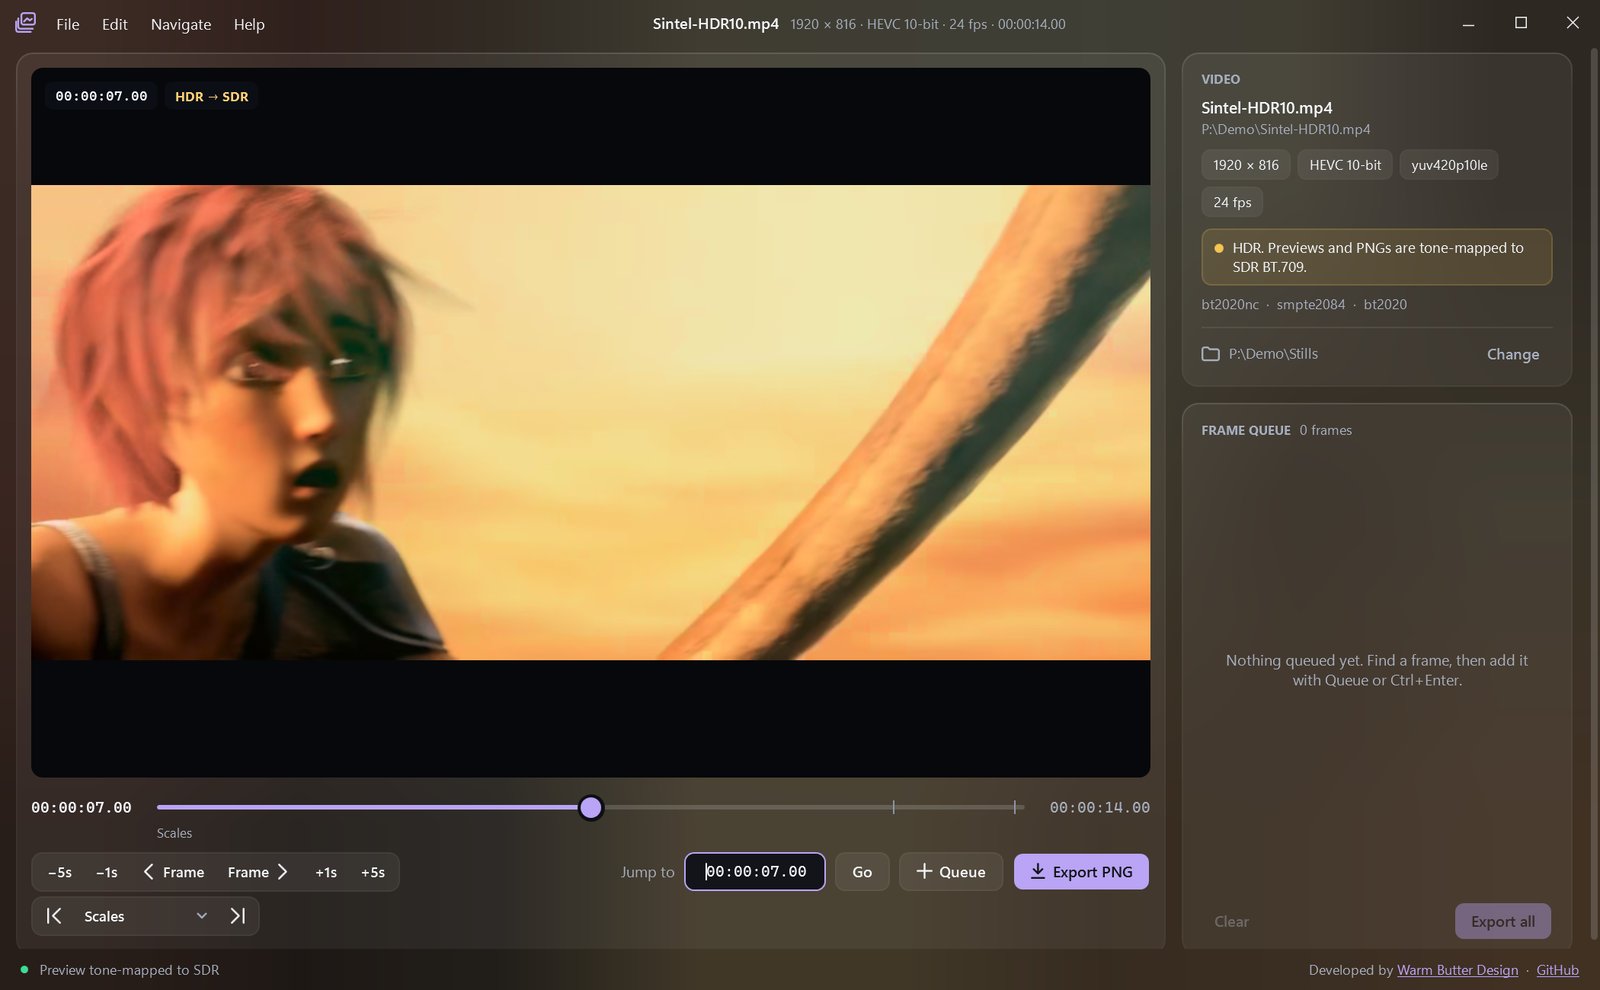 File Edit Navigate Help
Sintel-HDR10.mp4 1920 × 816 · HEVC 10-bit · 24 fps · 00:00:14.00
00:00:07.00 HDR → SDR
00:00:07.00 00:00:14.00
Scales
−5s −1s Frame Frame +1s +5s
Jump to 00:00:07.00 Go Queue Export PNG
Scales
VIDEO
Sintel-HDR10.mp4
P:\Demo\Sintel-HDR10.mp4
1920 × 816 HEVC 10-bit yuv420p10le
24 fps
HDR. Previews and PNGs are tone-mapped to
SDR BT.709.
bt2020nc · smpte2084 · bt2020
P:\Demo\Stills Change
FRAME QUEUE 0 frames
Nothing queued yet. Find a frame, then add it
with Queue or Ctrl+Enter.
Clear Export all
Preview tone-mapped to SDR
Developed by Warm Butter Design · GitHub